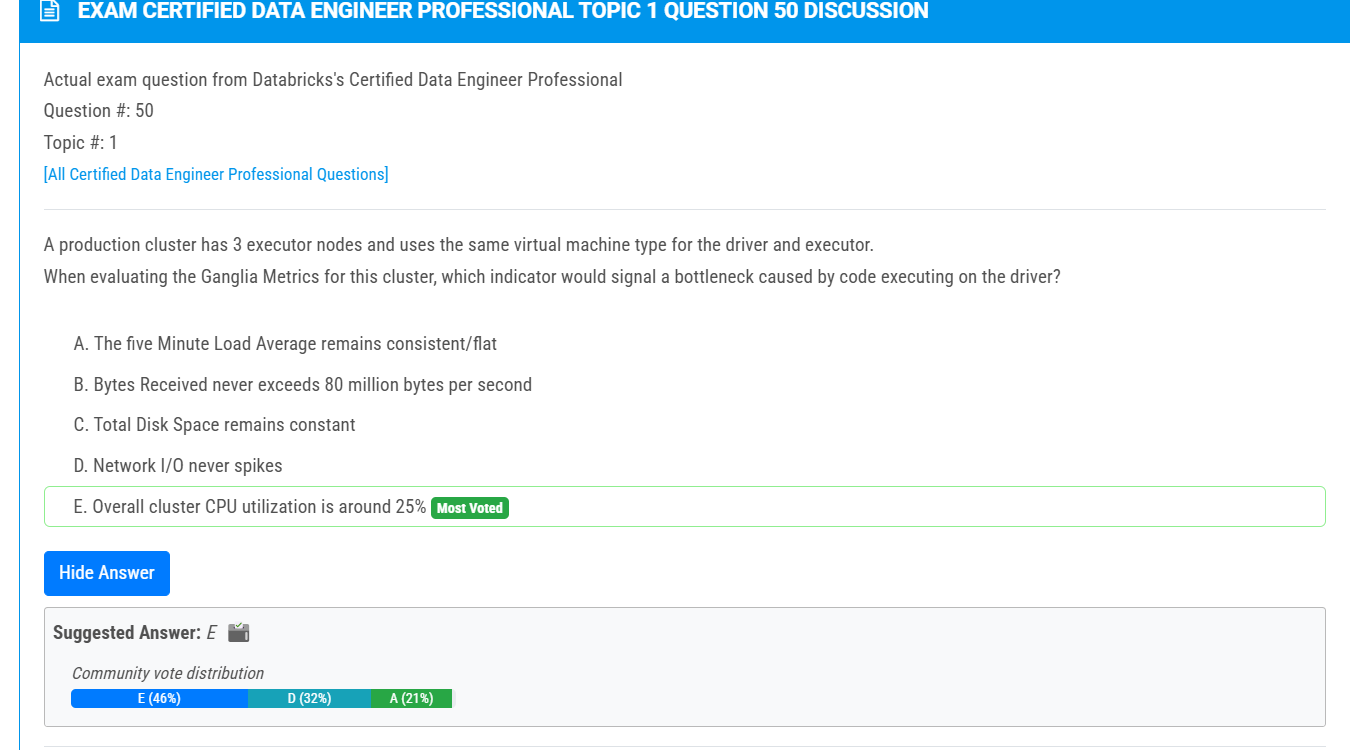 EXAM CERTIFIED DATA ENGINEER PROFESSIONAL TOPIC 1 QUESTION 50 DISCUSSION
Actual exam question from Databricks's Certified Data Engineer Professional
Question #: 50
Topic #: 1
[All Certified Data Engineer Professional Questions]
A production cluster has 3 executor nodes and uses the same virtual machine type for the driver and executor.
When evaluating the Ganglia Metrics for this cluster, which indicator would signal a bottleneck caused by code executing on the driver?
A. The five Minute Load Average remains consistent/flat
B. Bytes Received never exceeds 80 million bytes per second
C. Total Disk Space remains constant
D. Network I/O never spikes
E. Overall cluster CPU utilization is around 25% Most Voted
Hide Answer
Suggested Answer: E
Community vote distribution
E (46%) D (32%) A (21%)